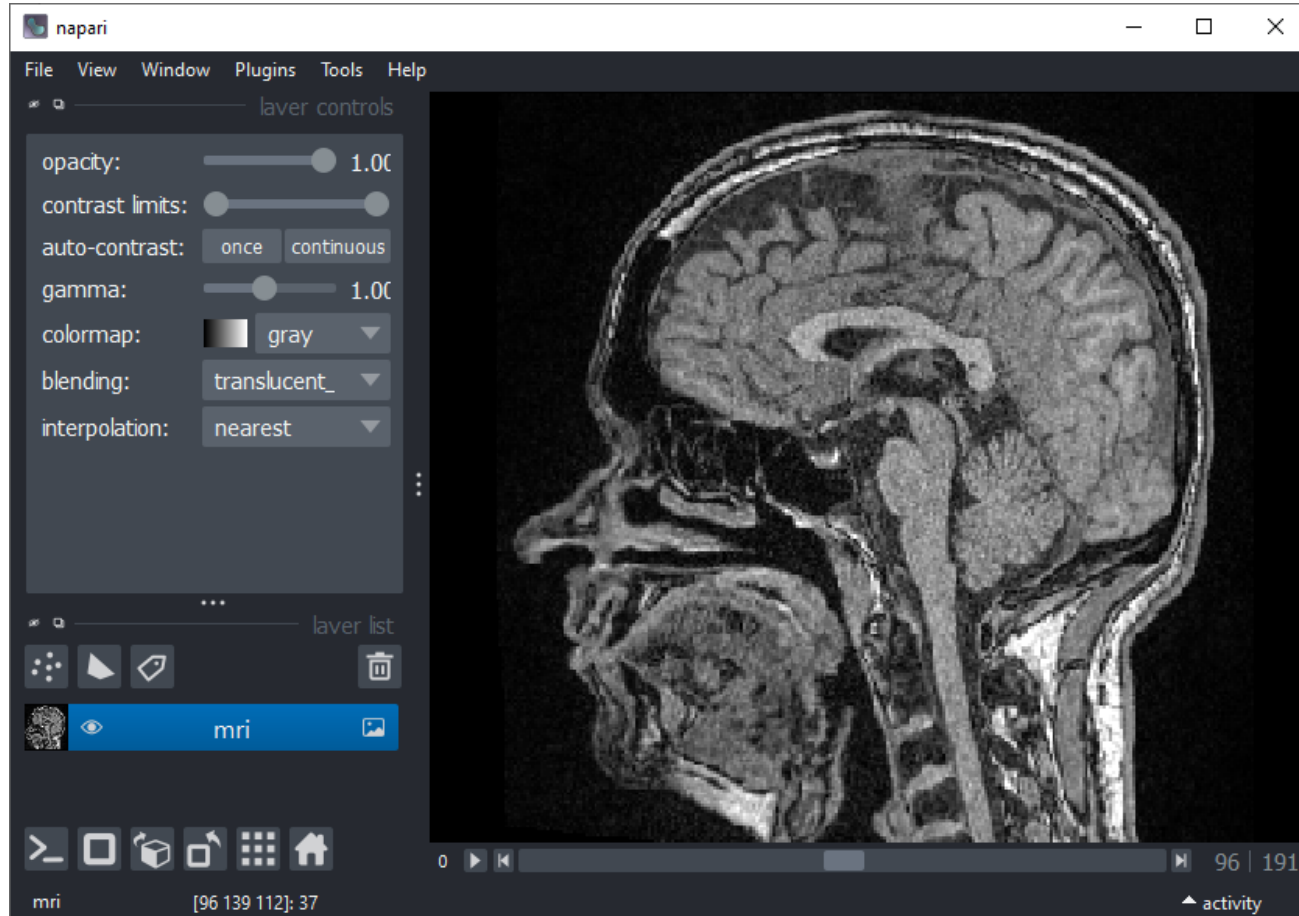 napari
File View Window Plugins Tools Help
layer controls
opacity: 1.00
contrast limits:
auto-contrast: once continuous
gamma: 1.00
colormap: gray
blending: translucent_
interpolation: nearest
layer list
mri
0 96 | 191
mri [96 139 112]: 37 activity